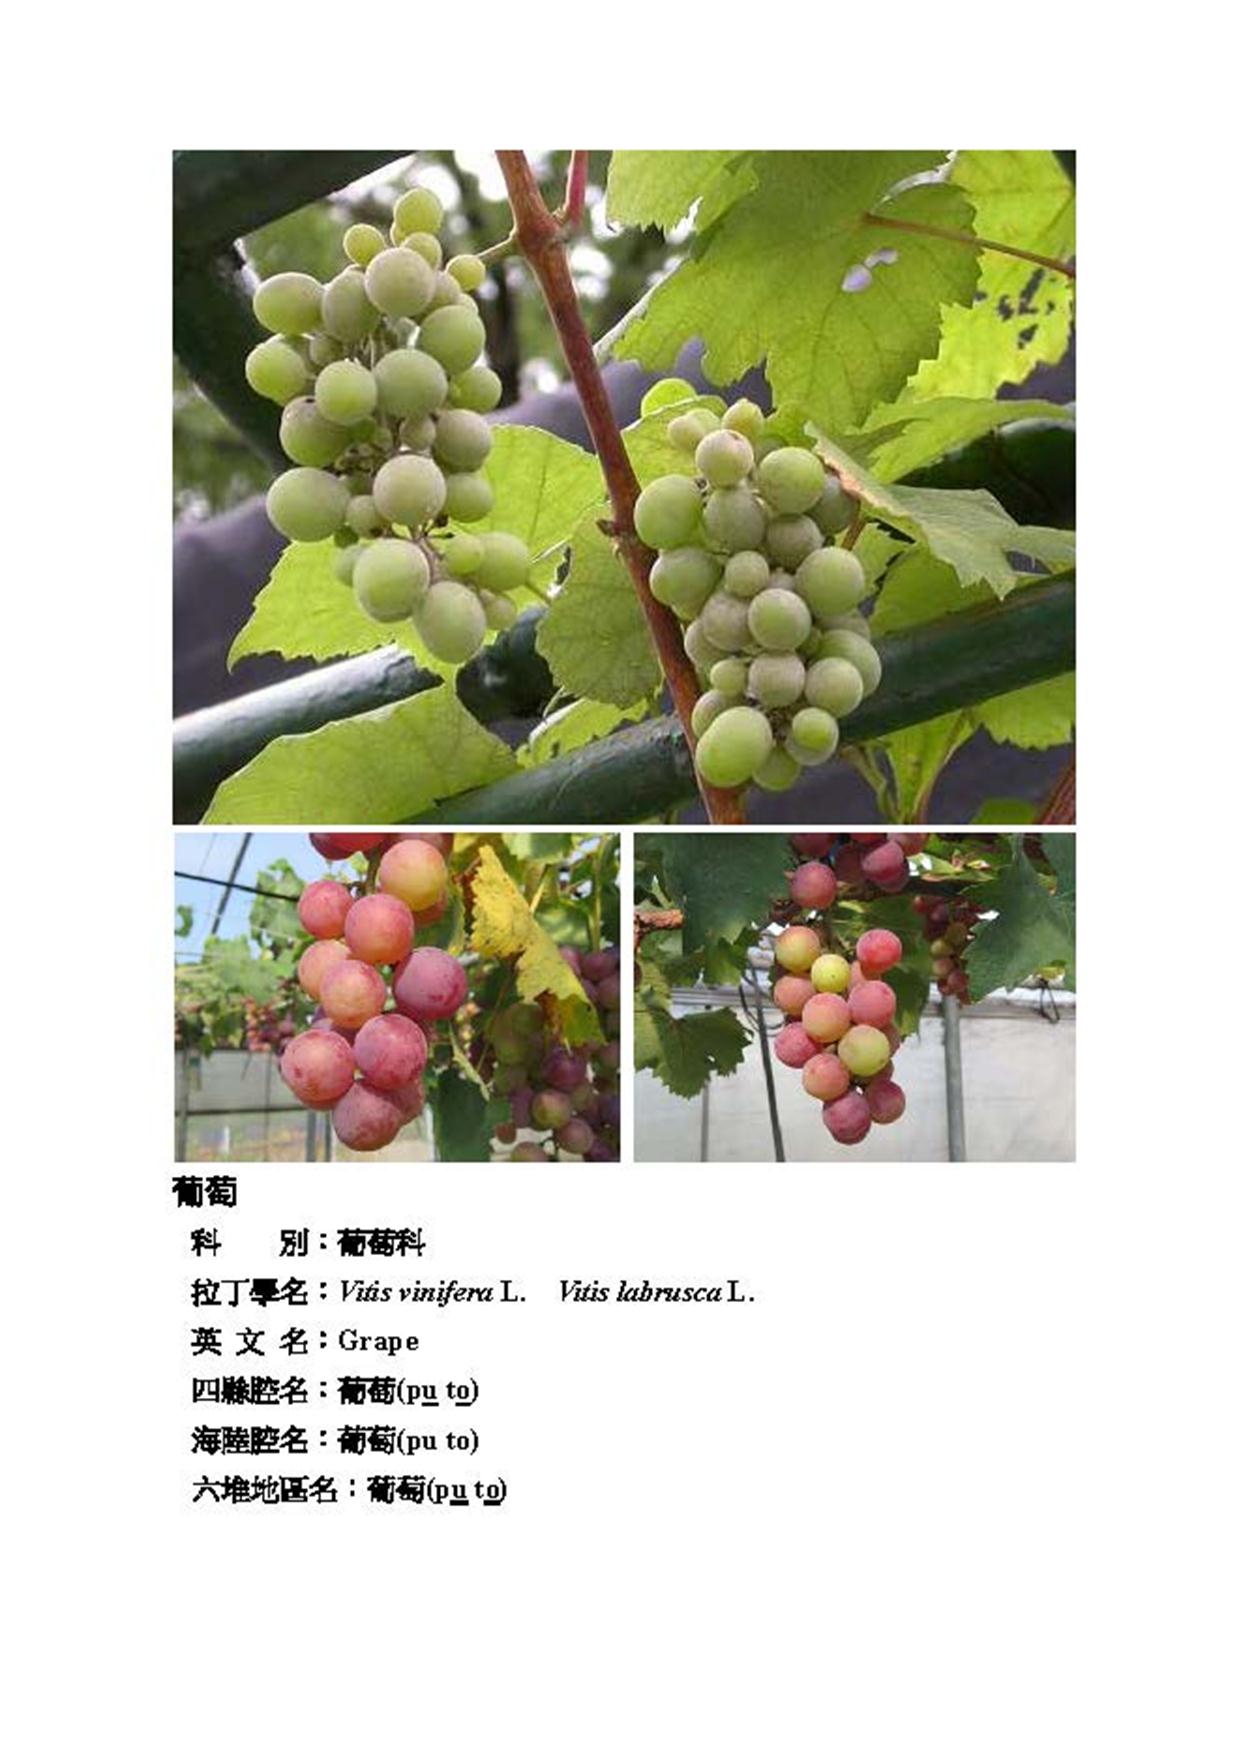 葡萄
科　　別：葡萄科
拉丁學名：Vitis vinifera L.　Vitis labrusca L.
英 文 名：Grape
四縣腔名：葡萄(pu to)
海陸腔名：葡萄(pu to)
六堆地區名：葡萄(pu to)